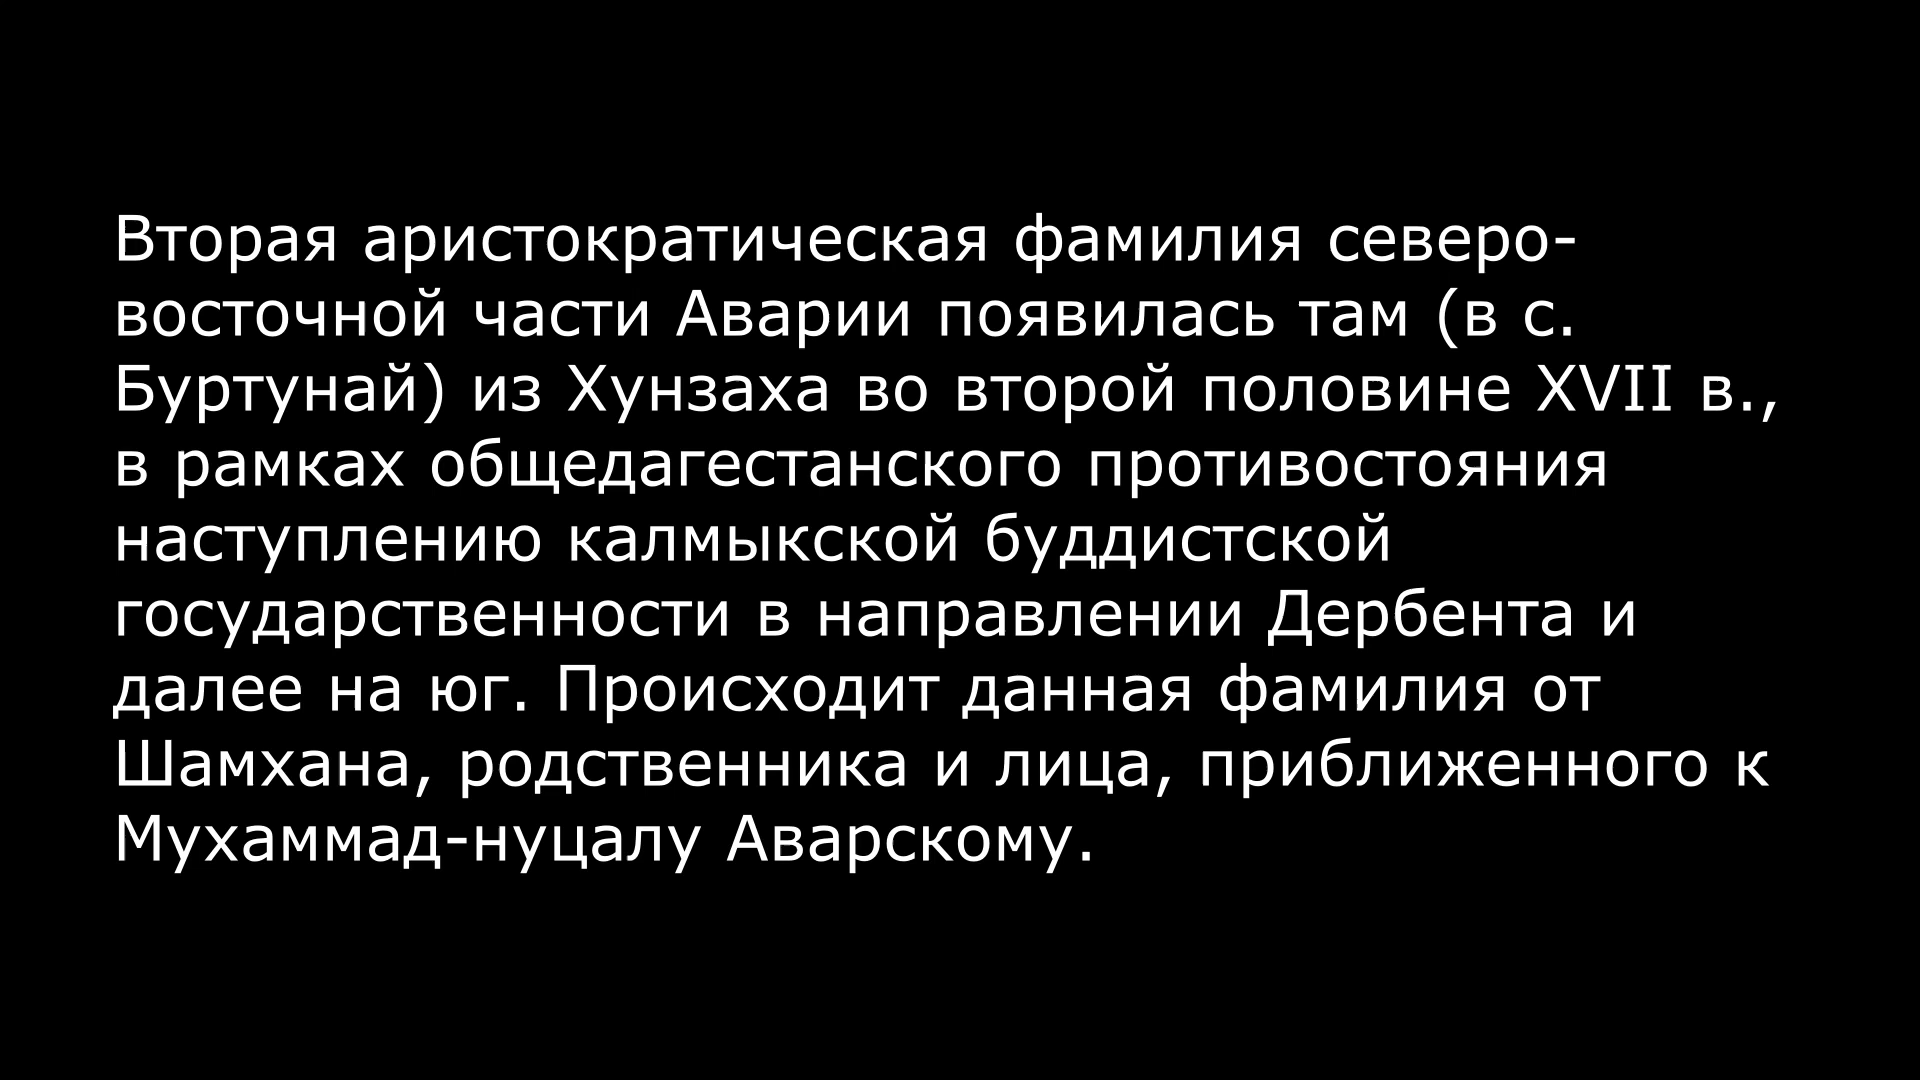 Вторая аристократическая фамилия северо-
восточной части Аварии появилась там (в с.
Буртунай) из Хунзаха во второй половине XVII в.,
в рамках общедагестанского противостояния
наступлению калмыкской буддистской
государственности в направлении Дербента и
далее на юг. Происходит данная фамилия от
Шамхана, родственника и лица, приближенного к
Мухаммад-нуцалу Аварскому.